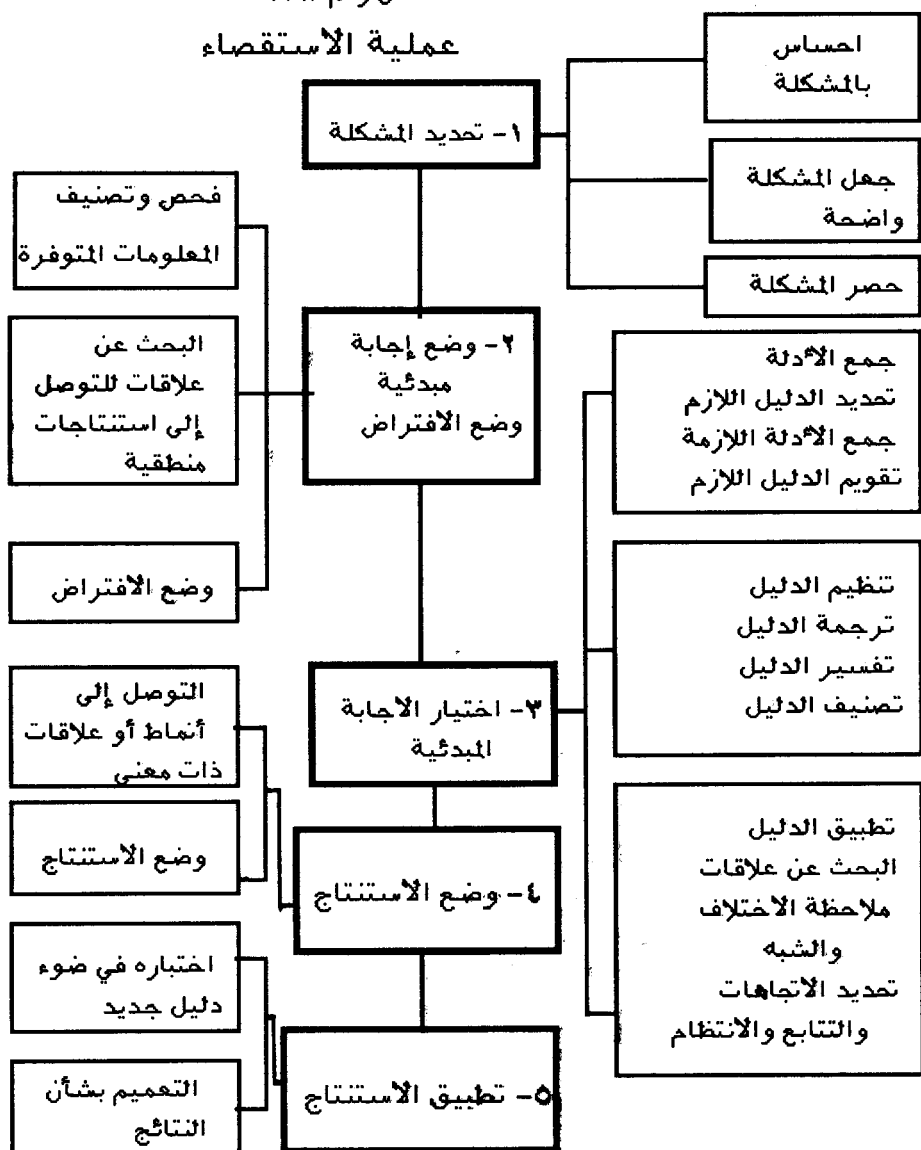 عملية الاستقصاء
احساس
بالمشكلة
١- تحديد المشكلة
جعل المشكلة
واضحة
حصر المشكلة
فحص وتصنيف
المعلومات المتوفرة
٢- وضع إجابة
مبدئية
وضع الافتراض
البحث عن
علاقات للتوصل
إلى استنتاجات
منطقية
وضع الافتراض
جمع الأدلة
تحديد الدليل اللازم
جمع الأدلة اللازمة
تقويم الدليل اللازم
تنظيم الدليل
ترجمة الدليل
تفسير الدليل
تصنيف الدليل
٣- اختيار الاجابة
المبدئية
تطبيق الدليل
البحث عن علاقات
ملاحظة الاختلاف
والشبه
تحديد الاتجاهات
والتتابع والانتظام
التوصل إلى
أنماط أو علاقات
ذات معنى
وضع الاستنتاج
٤- وضع الاستنتاج
اختباره في ضوء
دليل جديد
٥- تطبيق الاستنتاج
التعميم بشأن
النتائج